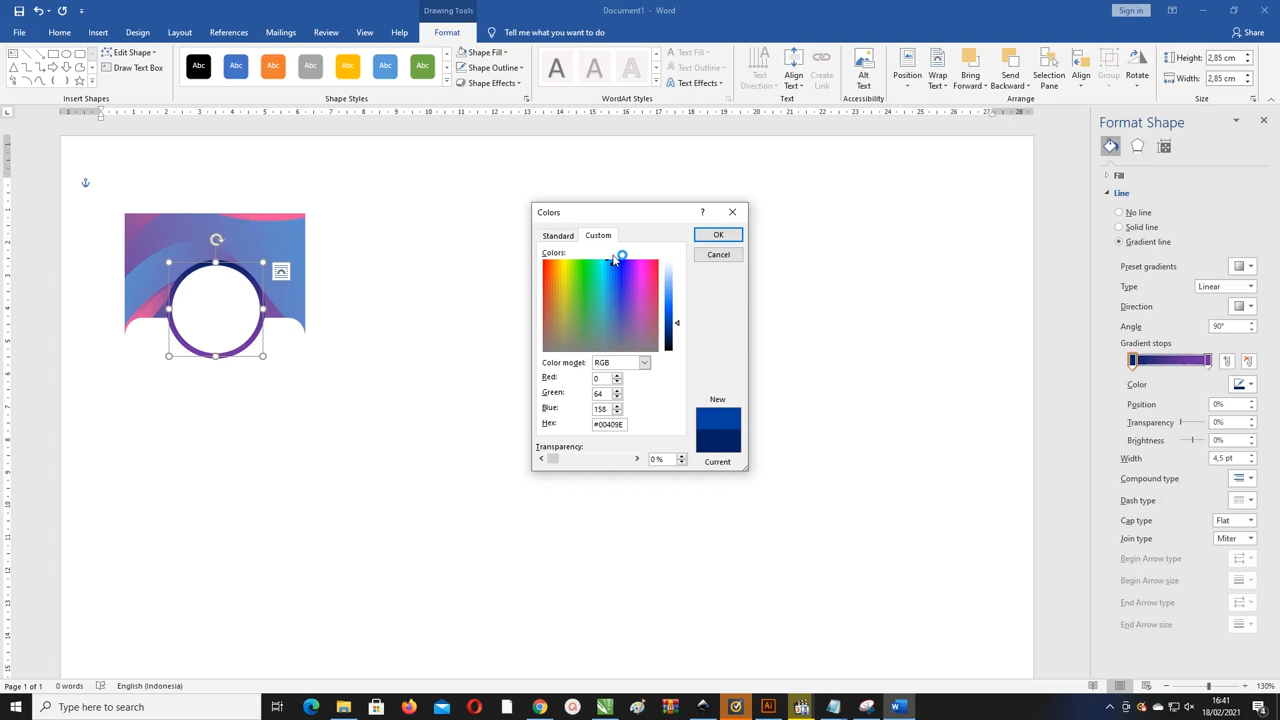 Drawing Tools
Document1 - Word
Sign in
File
Home
Insert
Design
Layout
References
Mailings
Review
View
Help
Format
Tell me what you want to do
Share
Edit Shape
Draw Text Box
Insert Shapes
Abc Abc Abc Abc Abc Abc Abc
Shape Fill
Shape Outline
Shape Effects
Shape Styles
A A A
Text Fill
Text Outline
Text Effects
WordArt Styles
Text
Direction
Align
Text
Create
Link
Text
Alt
Text
Accessibility
Position
Wrap
Text
Bring
Forward
Send
Backward
Selection
Pane
Align
Group
Rotate
Arrange
Height: 2,85 cm
Width: 2,85 cm
Size
Format Shape
Fill
Line
No line
Solid line
Gradient line
Preset gradients
Type Linear
Direction
Angle 90°
Gradient stops
Color
Position 0%
Transparency 0%
Brightness 0%
Width 4,5 pt
Compound type
Dash type
Cap type Flat
Join type Miter
Begin Arrow type
Begin Arrow size
End Arrow type
End Arrow size
Colors
?
Standard
Custom
OK
Cancel
Colors:
Color model: RGB
Red: 0
Green: 64
Blue: 158
Hex: #00409E
Transparency:
0 %
New
Current
Page 1 of 1
0 words
English (Indonesia)
130%
Type here to search
16:41
18/02/2021